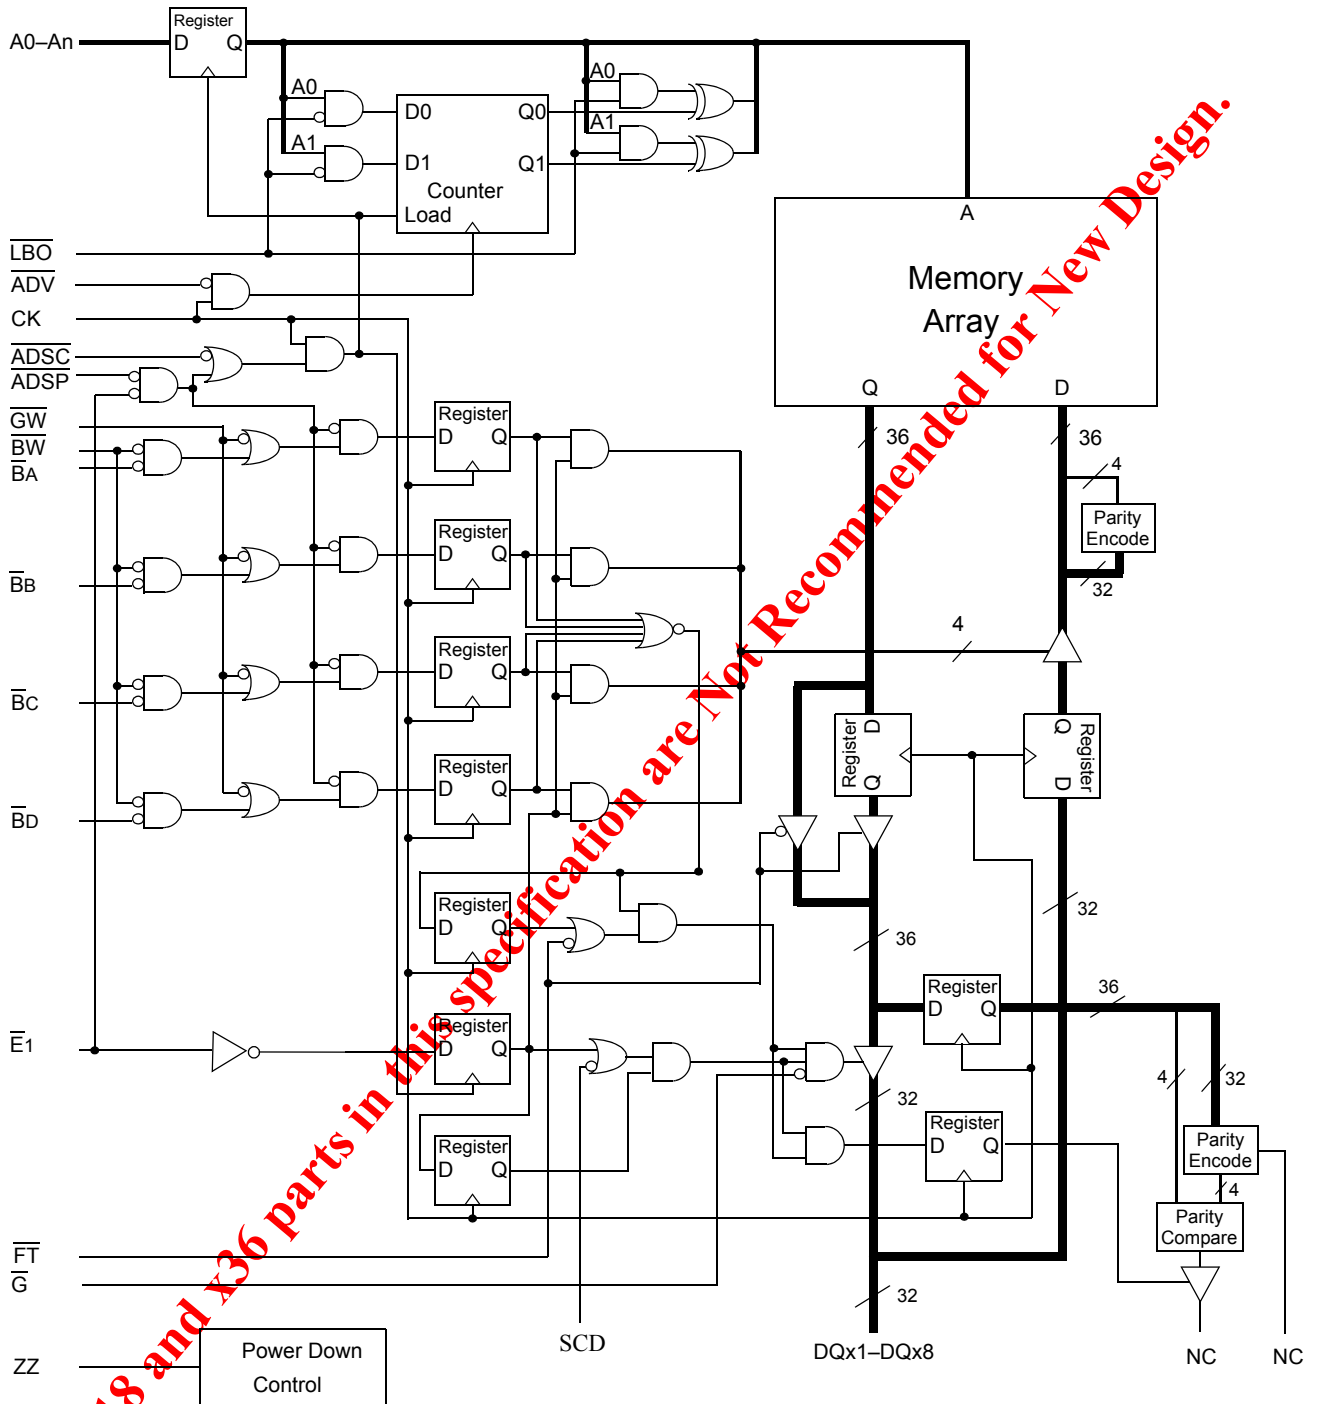 Register
A0–An
D Q
A0
A0
D0 Q0
A1
A1
D1 Q1
Counter
Load
A
LBO
Memory
Array
ADV
CK
ADSC
ADSP
Q D
GW
BW
BA
Register
D Q
36
36
4
Parity
Encode
32
BB
Register
D Q
4
BC
Register
D Q
Register
D
Q
Q
D
Register
BD
Register
D Q
32
Register
D Q
36
Register
D Q
36
E1
Register
D Q
4
32
32
Register
D Q
Register
D Q
Parity
Encode
4
Parity
Compare
FT
G
32
SCD
DQx1–DQx8
NC
NC
ZZ
Power Down
Control
18 and x36 parts in this specification are Not Recommended for New Design.